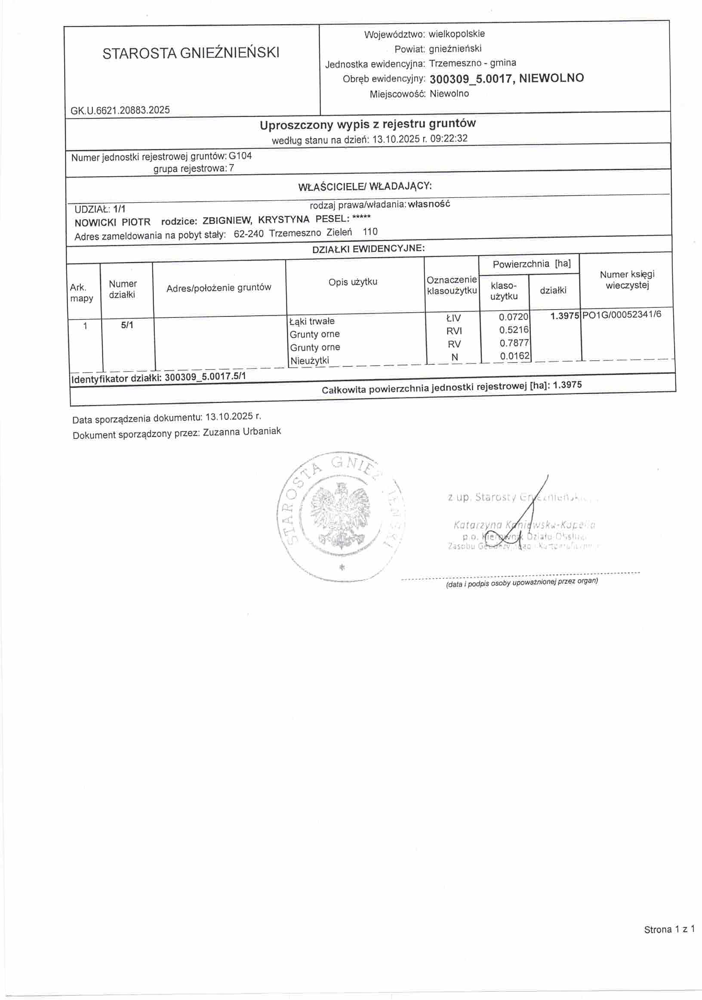 STAROSTA GNIEŹNIEŃSKI
GK.U.6621.20883.2025
Województwo: wielkopolskie
Powiat: gnieźnieński
Jednostka ewidencyjna: Trzemeszno - gmina
Obręb ewidencyjny: 300309_5.0017, NIEWOLNO
Miejscowość: Niewolno
Uproszczony wypis z rejestru gruntów
według stanu na dzień: 13.10.2025 r. 09:22:32
Numer jednostki rejestrowej gruntów: G104
grupa rejestrowa: 7
WŁAŚCICIELE/ WŁADAJĄCY:
UDZIAŁ: 1/1 rodzaj prawa/władania: własność
NOWICKI PIOTR rodzice: ZBIGNIEW, KRYSTYNA PESEL: *****
Adres zameldowania na pobyt stały: 62-240 Trzemeszno Zieleń 110
DZIAŁKI EWIDENCYJNE:
Ark. mapy Numer działki Adres/położenie gruntów Opis użytku Oznaczenie klasoużytku Powierzchnia [ha] klaso-użytku działki Numer księgi wieczystej
1 5/1 Łąki trwałe ŁIV 0.0720 1.3975 PO1G/00052341/6
Grunty orne RVI 0.5216
Grunty orne RV 0.7877
Nieużytki N 0.0162
Identyfikator działki: 300309_5.0017.5/1
Całkowita powierzchnia jednostki rejestrowej [ha]: 1.3975
Data sporządzenia dokumentu: 13.10.2025 r.
Dokument sporządzony przez: Zuzanna Urbaniak
STAROSTA
z up. Starosty
Katarzyna
p.o. Działu
Zasobu
(data i podpis osoby upoważnionej przez organ)
Strona 1 z 1